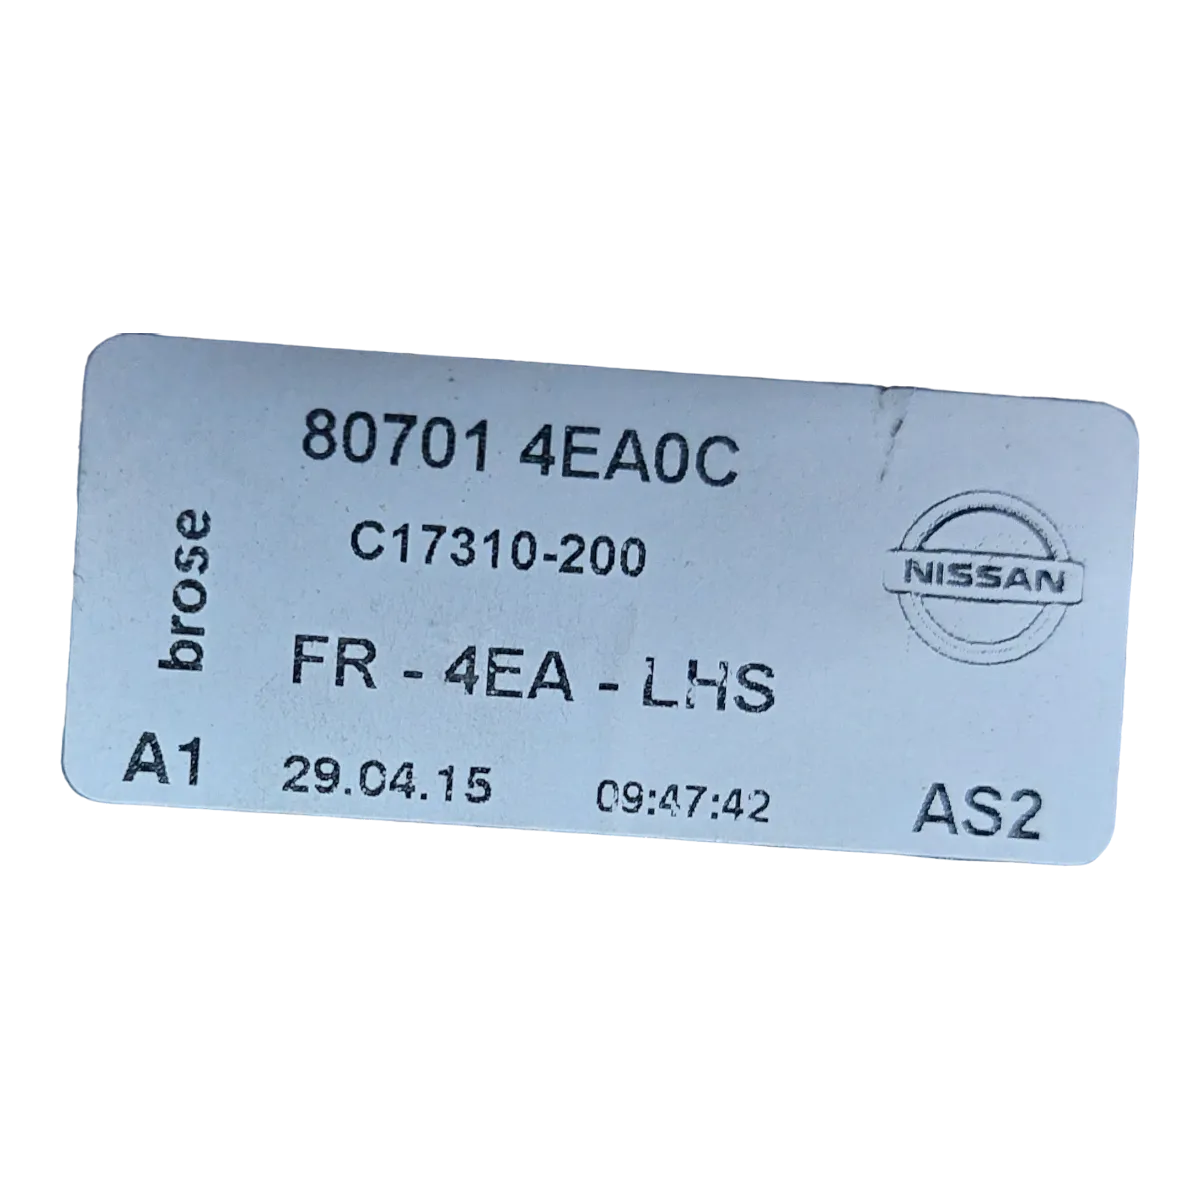 80701 4EA0C
C17310-200
brose
NISSAN
FR - 4EA - LHS
A1
29.04.15
09:47:42
AS2